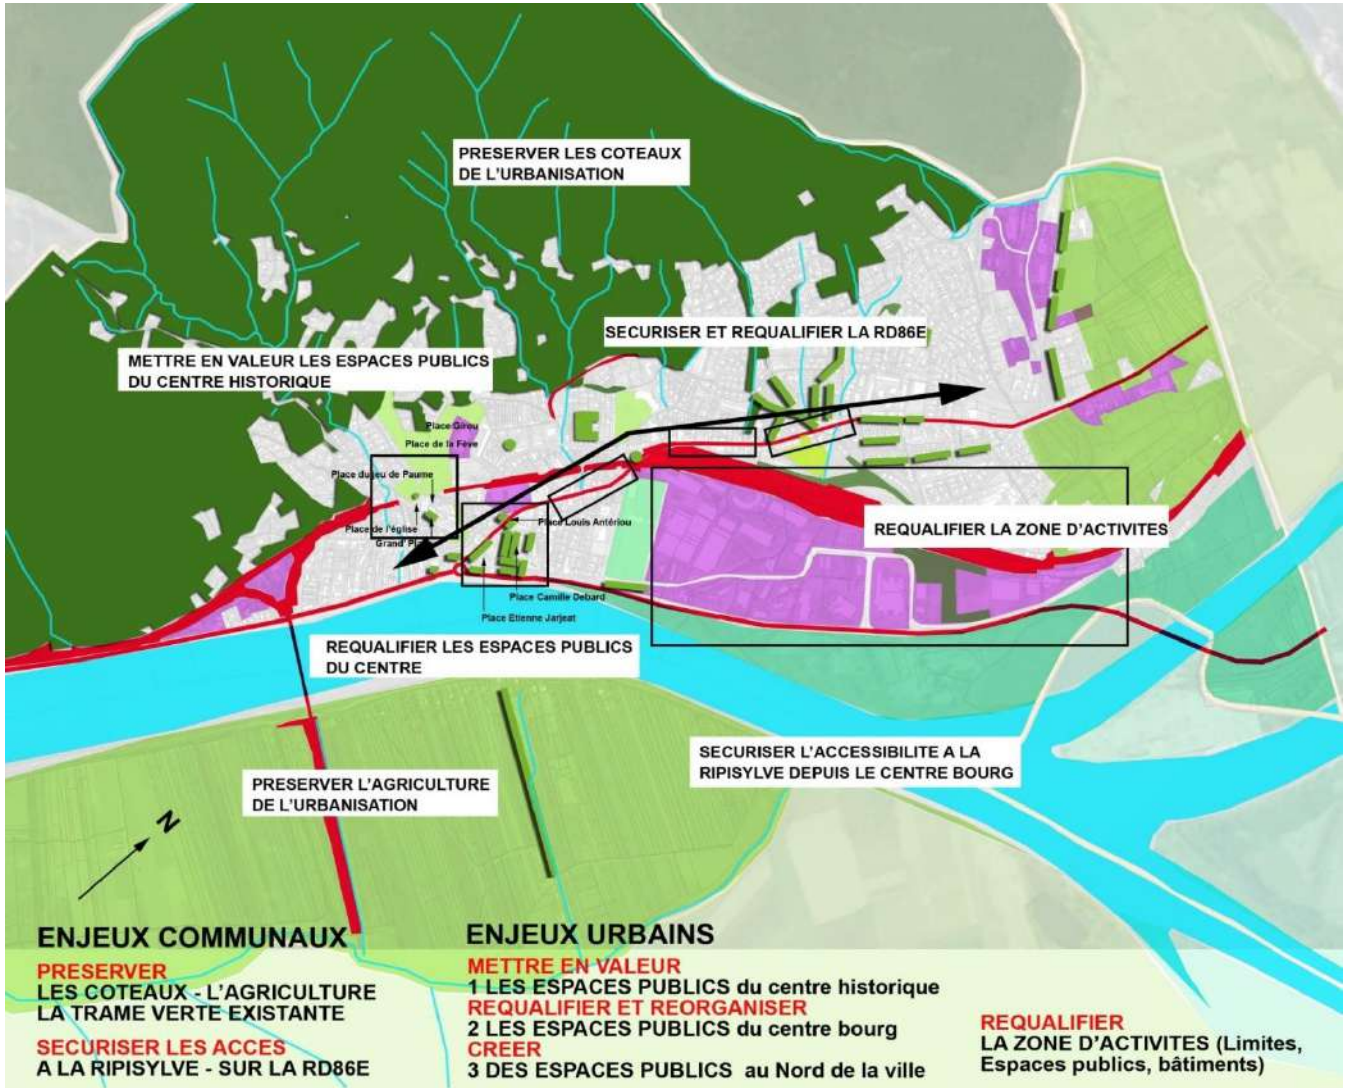 PRESERVER LES COTEAUX
DE L'URBANISATION
SECURISER ET REQUALIFIER LA RD86E
METTRE EN VALEUR LES ESPACES PUBLICS
DU CENTRE HISTORIQUE
Place Girou
Place de la Fève
Place du jeu de Paume
Place de l'église
Grand' Pla
Place Louis Antériou
REQUALIFIER LA ZONE D'ACTIVITES
Place Camille Debard
Place Etienne Jarjeat
REQUALIFIER LES ESPACES PUBLICS
DU CENTRE
SECURISER L'ACCESSIBILITE A LA
RIPISYLVE DEPUIS LE CENTRE BOURG
PRESERVER L'AGRICULTURE
DE L'URBANISATION
N
ENJEUX COMMUNAUX
PRESERVER
LES COTEAUX - L'AGRICULTURE
LA TRAME VERTE EXISTANTE
SECURISER LES ACCES
A LA RIPISYLVE - SUR LA RD86E
ENJEUX URBAINS
METTRE EN VALEUR
1 LES ESPACES PUBLICS du centre historique
REQUALIFIER ET REORGANISER
2 LES ESPACES PUBLICS du centre bourg
CREER
3 DES ESPACES PUBLICS au Nord de la ville
REQUALIFIER
LA ZONE D'ACTIVITES (Limites,
Espaces publics, bâtiments)